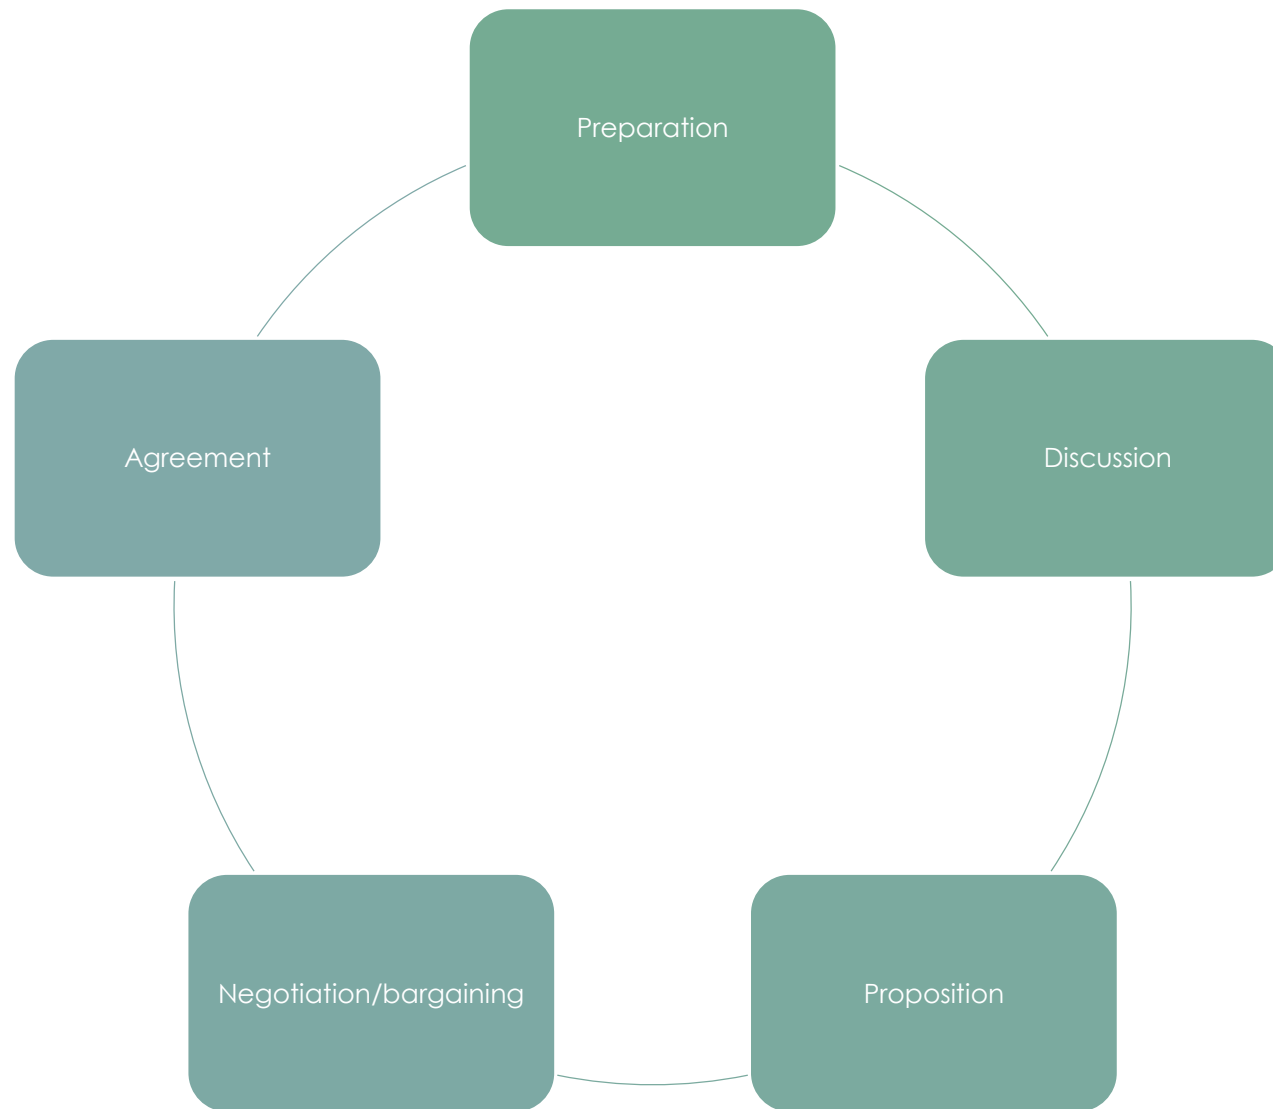 Preparation
Discussion
Proposition
Negotiation/bargaining
Agreement